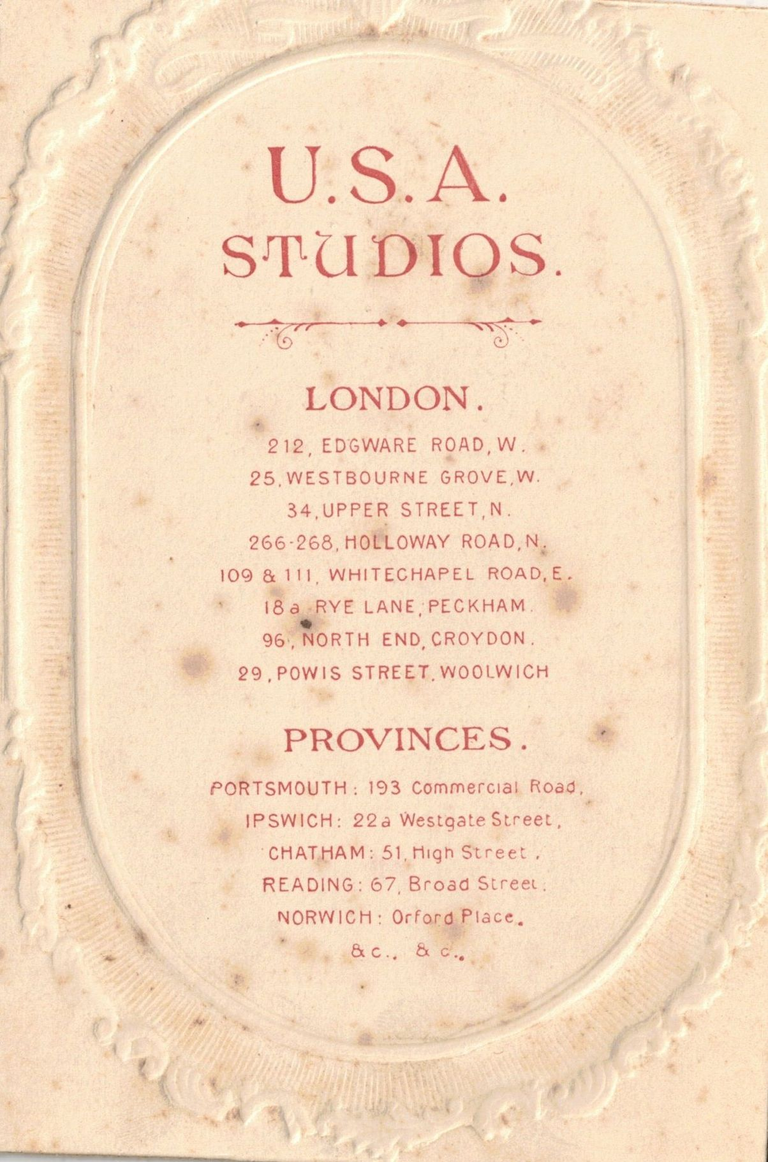 U.S.A.
STUDIOS.
LONDON.
212, EDGWARE ROAD, W.
25, WESTBOURNE GROVE, W.
34, UPPER STREET, N.
266-268, HOLLOWAY ROAD, N.
109 & 111, WHITECHAPEL ROAD, E.
18a RYE LANE, PECKHAM.
96, NORTH END, CROYDON.
29, POWIS STREET, WOOLWICH
PROVINCES.
PORTSMOUTH: 193 Commercial Road,
IPSWICH: 22a Westgate Street,
CHATHAM: 51, High Street,
READING: 67, Broad Street.
NORWICH: Orford Place.
&c., &c.,